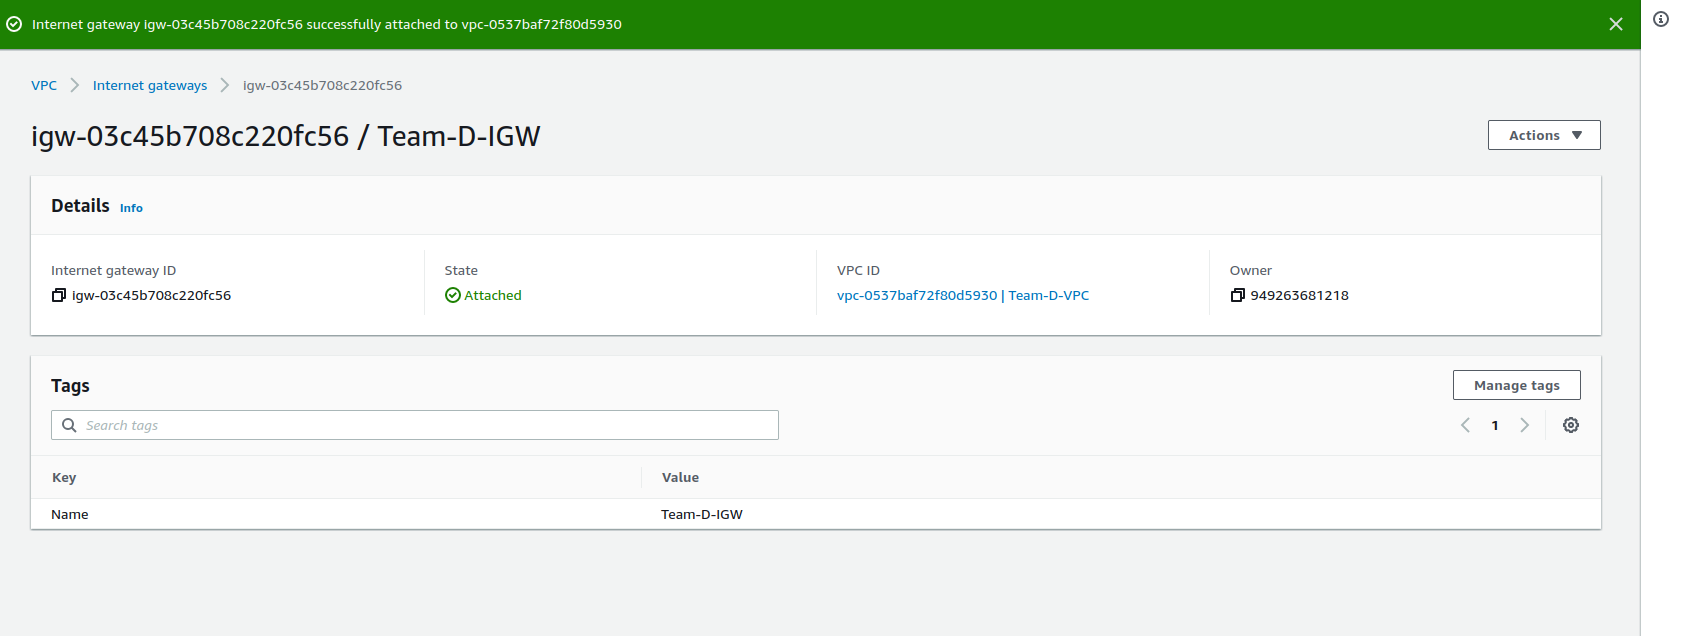 Internet gateway igw-03c45b708c220fc56 successfully attached to vpc-0537baf72f80d5930
VPC Internet gateways igw-03c45b708c220fc56
igw-03c45b708c220fc56 / Team-D-IGW
Actions
Details Info
Internet gateway ID
igw-03c45b708c220fc56
State
Attached
VPC ID
vpc-0537baf72f80d5930 | Team-D-VPC
Owner
949263681218
Tags
Manage tags
Search tags
1
Key Value
Name Team-D-IGW